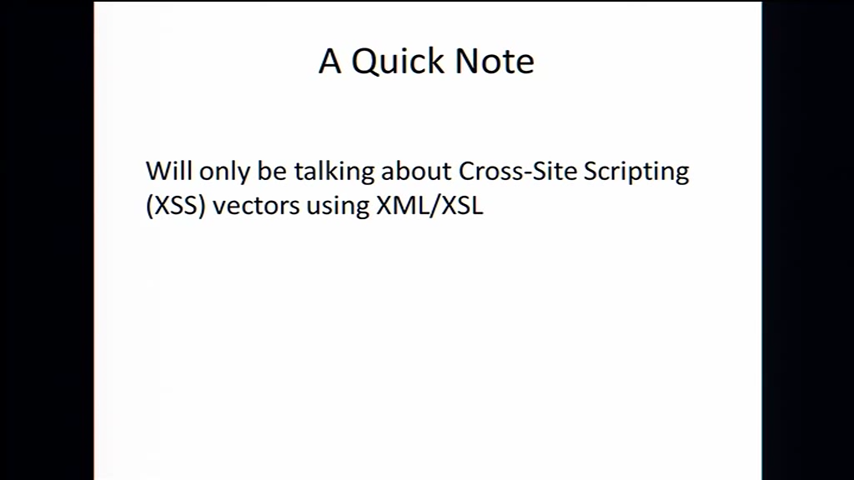 A Quick Note
Will only be talking about Cross-Site Scripting
(XSS) vectors using XML/XSL